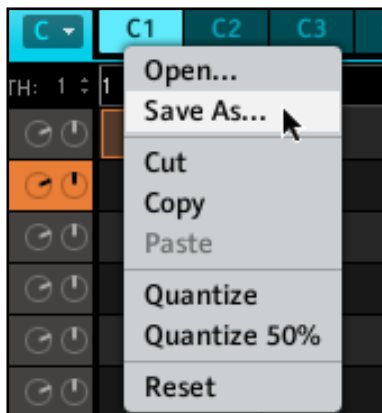 C C1 C2 C3
TH: 1 1
Open...
Save As...
Cut
Copy
Paste
Quantize
Quantize 50%
Reset